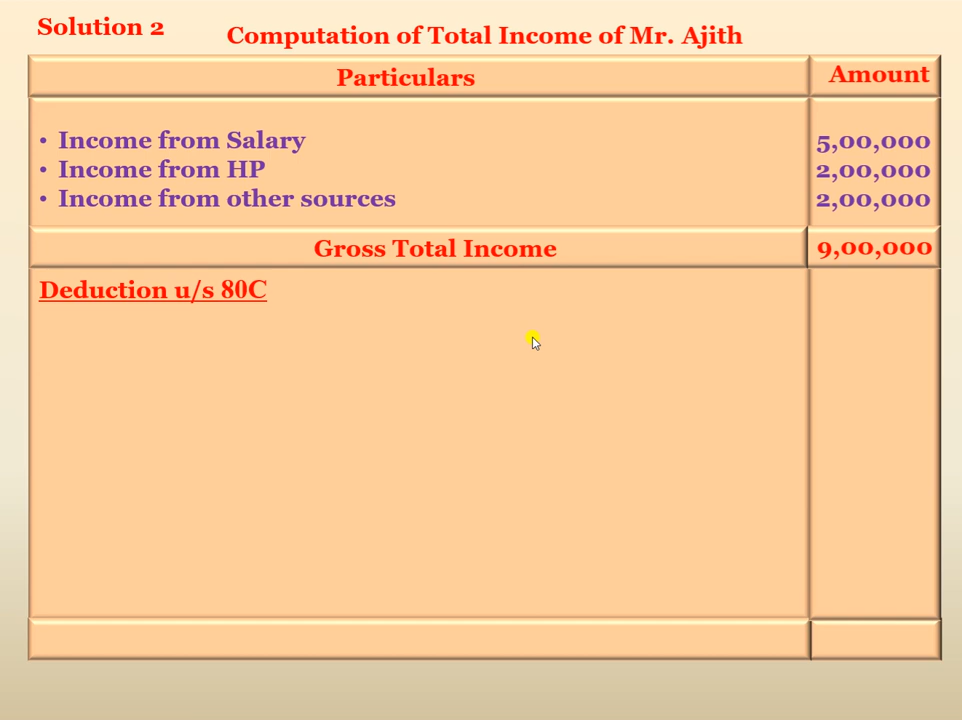 Solution 2
Computation of Total Income of Mr. Ajith
Particulars Amount
• Income from Salary 5,00,000
• Income from HP 2,00,000
• Income from other sources 2,00,000
Gross Total Income 9,00,000
Deduction u/s 80C